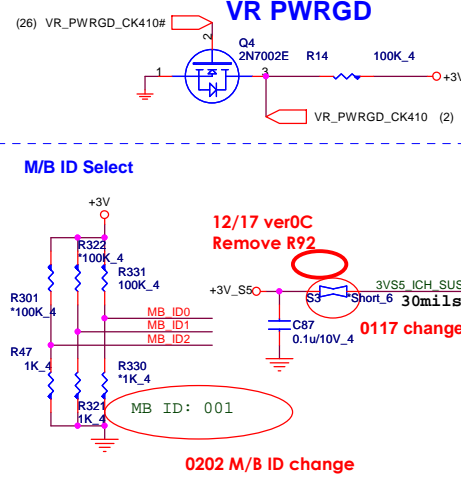 VR PWRGD
(26) VR_PWRGD_CK410#
2
Q4
2N7002E
R14
100K_4
1
3
+3V
VR_PWRGD_CK410 (2)
M/B ID Select
+3V
12/17 ver0C
Remove R92
R322
*100K_4
R331
100K_4
R301
*100K_4
+3V_S5
3VS5_ICH_SUS
S3
*Short_6
30mils
MB_ID0
MB_ID1
MB_ID2
C87
0.1u/10V_4
0117 change
R47
1K_4
R330
*1K_4
R321
1K_4
MB ID: 001
0202 M/B ID change